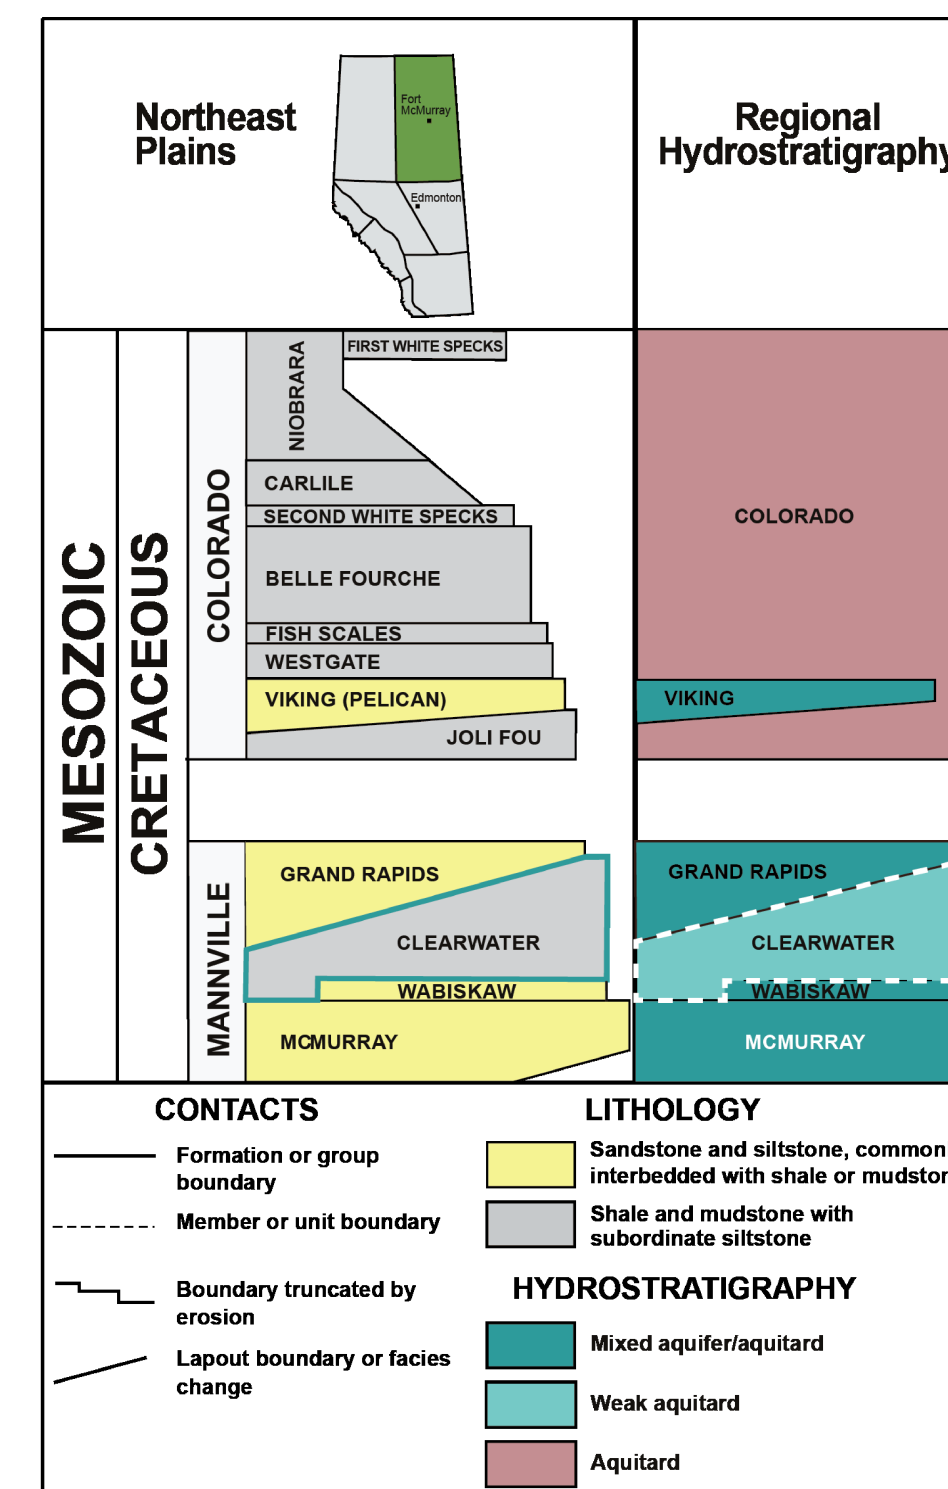 Northeast
Plains
Fort
McMurray
Edmonton
Regional
Hydrostratigraphy
MESOZOIC
CRETACEOUS
COLORADO
NIOBRARA
FIRST WHITE SPECKS
CARLILE
SECOND WHITE SPECKS
BELLE FOURCHE
FISH SCALES
WESTGATE
VIKING (PELICAN)
JOLI FOU
COLORADO
VIKING
MANNVILLE
GRAND RAPIDS
CLEARWATER
WABISKAW
MCMURRAY
GRAND RAPIDS
CLEARWATER
WABISKAW
MCMURRAY
CONTACTS
Formation or group
boundary
Member or unit boundary
Boundary truncated by
erosion
Lapout boundary or facies
change
LITHOLOGY
Sandstone and siltstone, common
interbedded with shale or mudston
Shale and mudstone with
subordinate siltstone
HYDROSTRATIGRAPHY
Mixed aquifer/aquitard
Weak aquitard
Aquitard